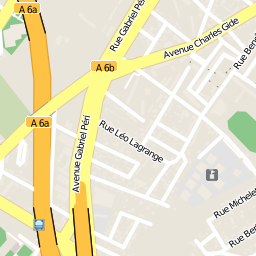 A 6a
Rue Gabriel Péri
Avenue Charles Gide
Rue Ben
A 6b
A 6a
Rue Léo Lagrange
Avenue Gabriel Péri
Rue Michele
Rue Be